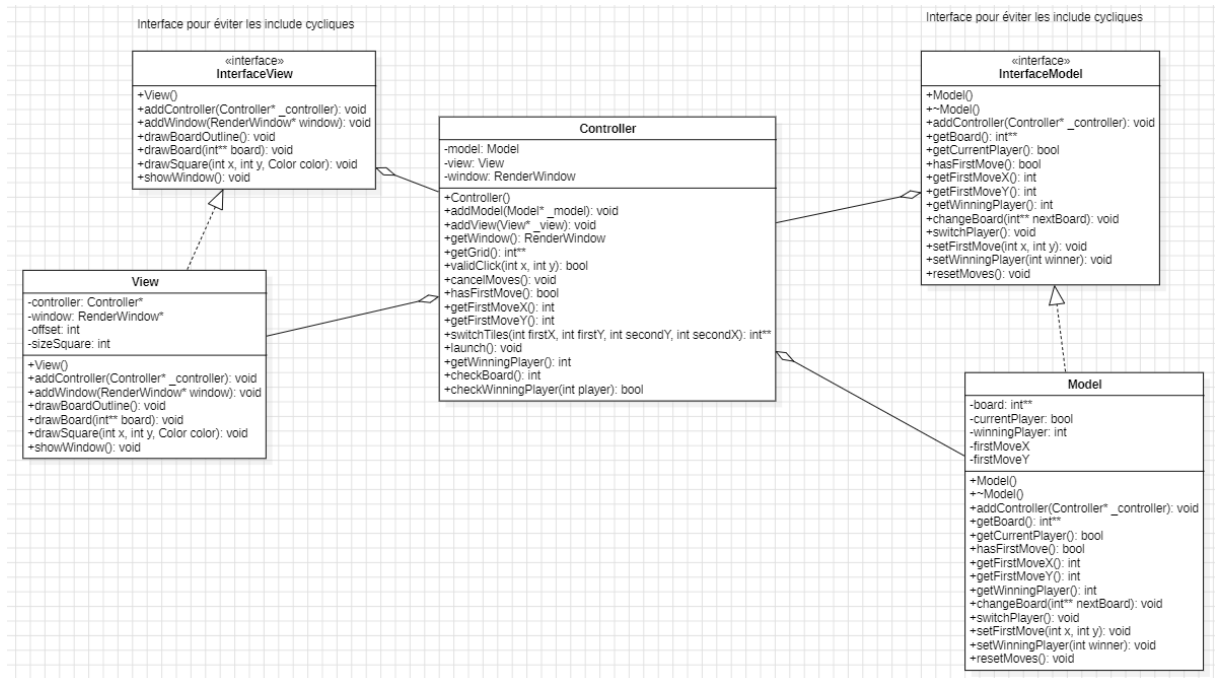 Interface pour éviter les include cycliques
«interface»
InterfaceView
+View()
+addController(Controller* _controller): void
+addWindow(RenderWindow* window): void
+drawBoardOutline(): void
+drawBoard(int** board): void
+drawSquare(int x, int y, Color color): void
+showWindow(): void
View
-controller: Controller*
-window: RenderWindow*
-offset: int
-sizeSquare: int
+View()
+addController(Controller* _controller): void
+addWindow(RenderWindow* window): void
+drawBoardOutline(): void
+drawBoard(int** board): void
+drawSquare(int x, int y, Color color): void
+showWindow(): void
Controller
-model: Model
-view: View
-window: RenderWindow
+Controller()
+addModel(Model* _model): void
+addView(View* _view): void
+getWindow(): RenderWindow
+getGrid(): int**
+validClick(int x, int y): bool
+cancelMoves(): void
+hasFirstMove(): bool
+getFirstMoveX(): int
+getFirstMoveY(): int
+switchTiles(int firstX, int firstY, int secondY, int secondX): int**
+launch(): void
+getWinningPlayer(): int
+checkBoard(): int
+checkWinningPlayer(int player): bool
Interface pour éviter les include cycliques
«interface»
InterfaceModel
+Model()
+~Model()
+addController(Controller* _controller): void
+getBoard(): int**
+getCurrentPlayer(): bool
+hasFirstMove(): bool
+getFirstMoveX(): int
+getFirstMoveY(): int
+getWinningPlayer(): int
+changeBoard(int** nextBoard): void
+switchPlayer(): void
+setFirstMove(int x, int y): void
+setWinningPlayer(int winner): void
+resetMoves(): void
Model
-board: int**
-currentPlayer: bool
-winningPlayer: int
-firstMoveX
-firstMoveY
+Model()
+~Model()
+addController(Controller* _controller): void
+getBoard(): int**
+getCurrentPlayer(): bool
+hasFirstMove(): bool
+getFirstMoveX(): int
+getFirstMoveY(): int
+getWinningPlayer(): int
+changeBoard(int** nextBoard): void
+switchPlayer(): void
+setFirstMove(int x, int y): void
+setWinningPlayer(int winner): void
+resetMoves(): void